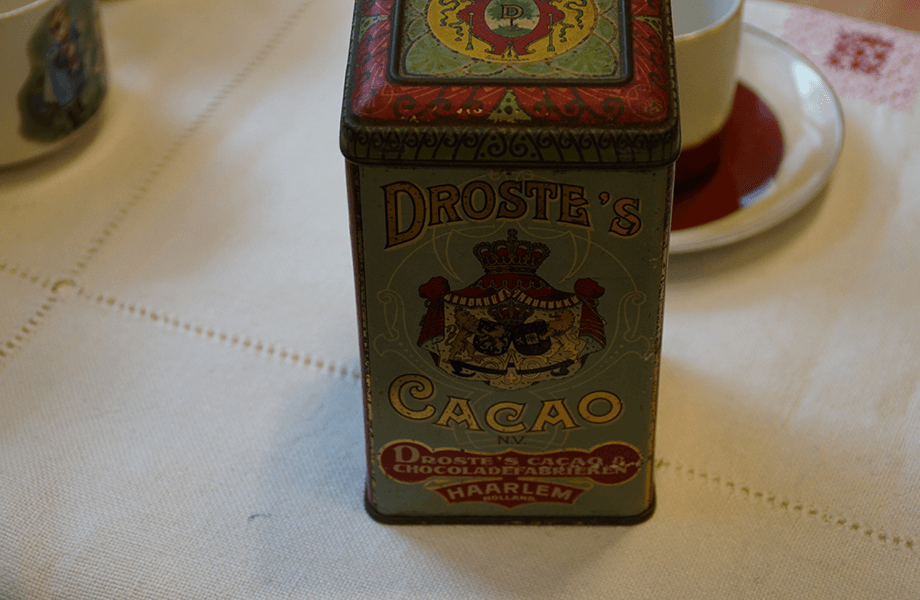 D
DROSTE'S
CACAO
N.V.
DROSTE'S CACAO &
CHOCOLADEFABRIEKEN
HAARLEM
HOLLAND